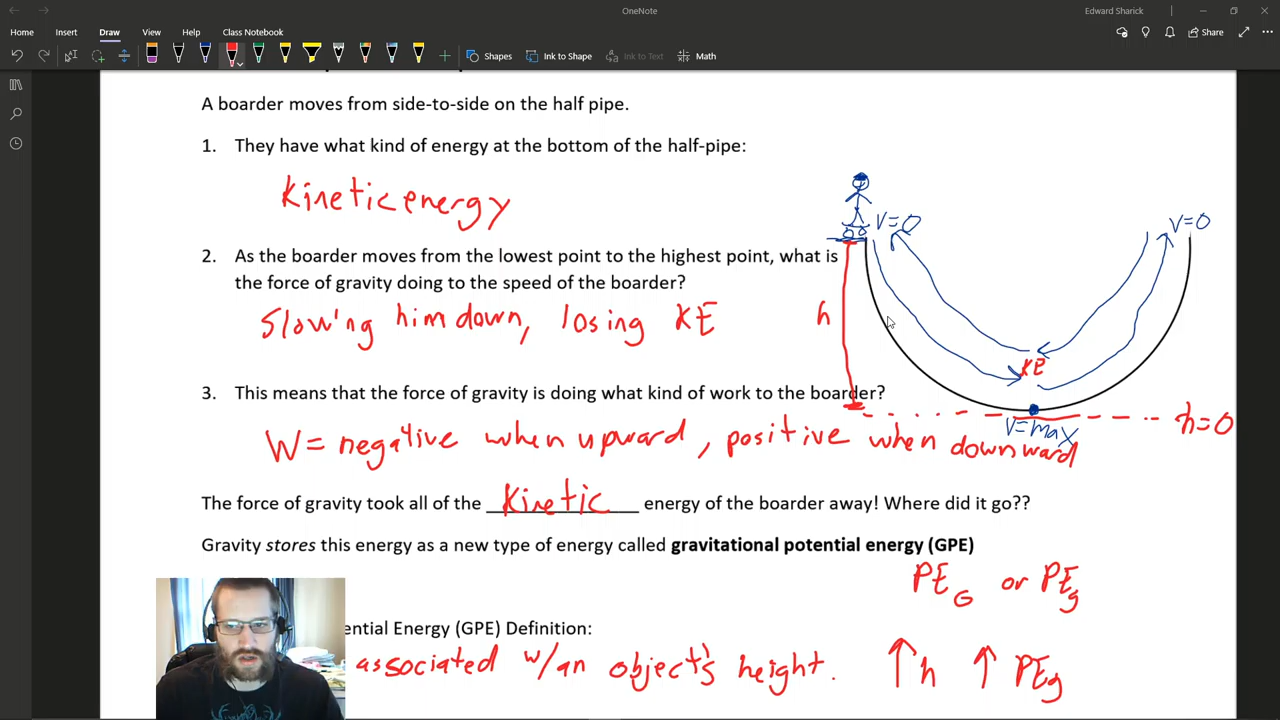 OneNote
Edward Sharick
Home Insert Draw View Help Class Notebook
Share
Shapes Ink to Shape Ink to Text Math
A boarder moves from side-to-side on the half pipe.
1. They have what kind of energy at the bottom of the half-pipe:
kinetic energy
V=0
V=0
2. As the boarder moves from the lowest point to the highest point, what is
the force of gravity doing to the speed of the boarder?
Slowing him down, losing KE
h
KE
3. This means that the force of gravity is doing what kind of work to the boarder?
h=0
V=max
W= negative when upward, positive when downward
The force of gravity took all of the kinetic energy of the boarder away! Where did it go??
Gravity stores this energy as a new type of energy called gravitational potential energy (GPE)
PEG or PEg
ential Energy (GPE) Definition:
associated w/an object's height. ↑h ↑PEg